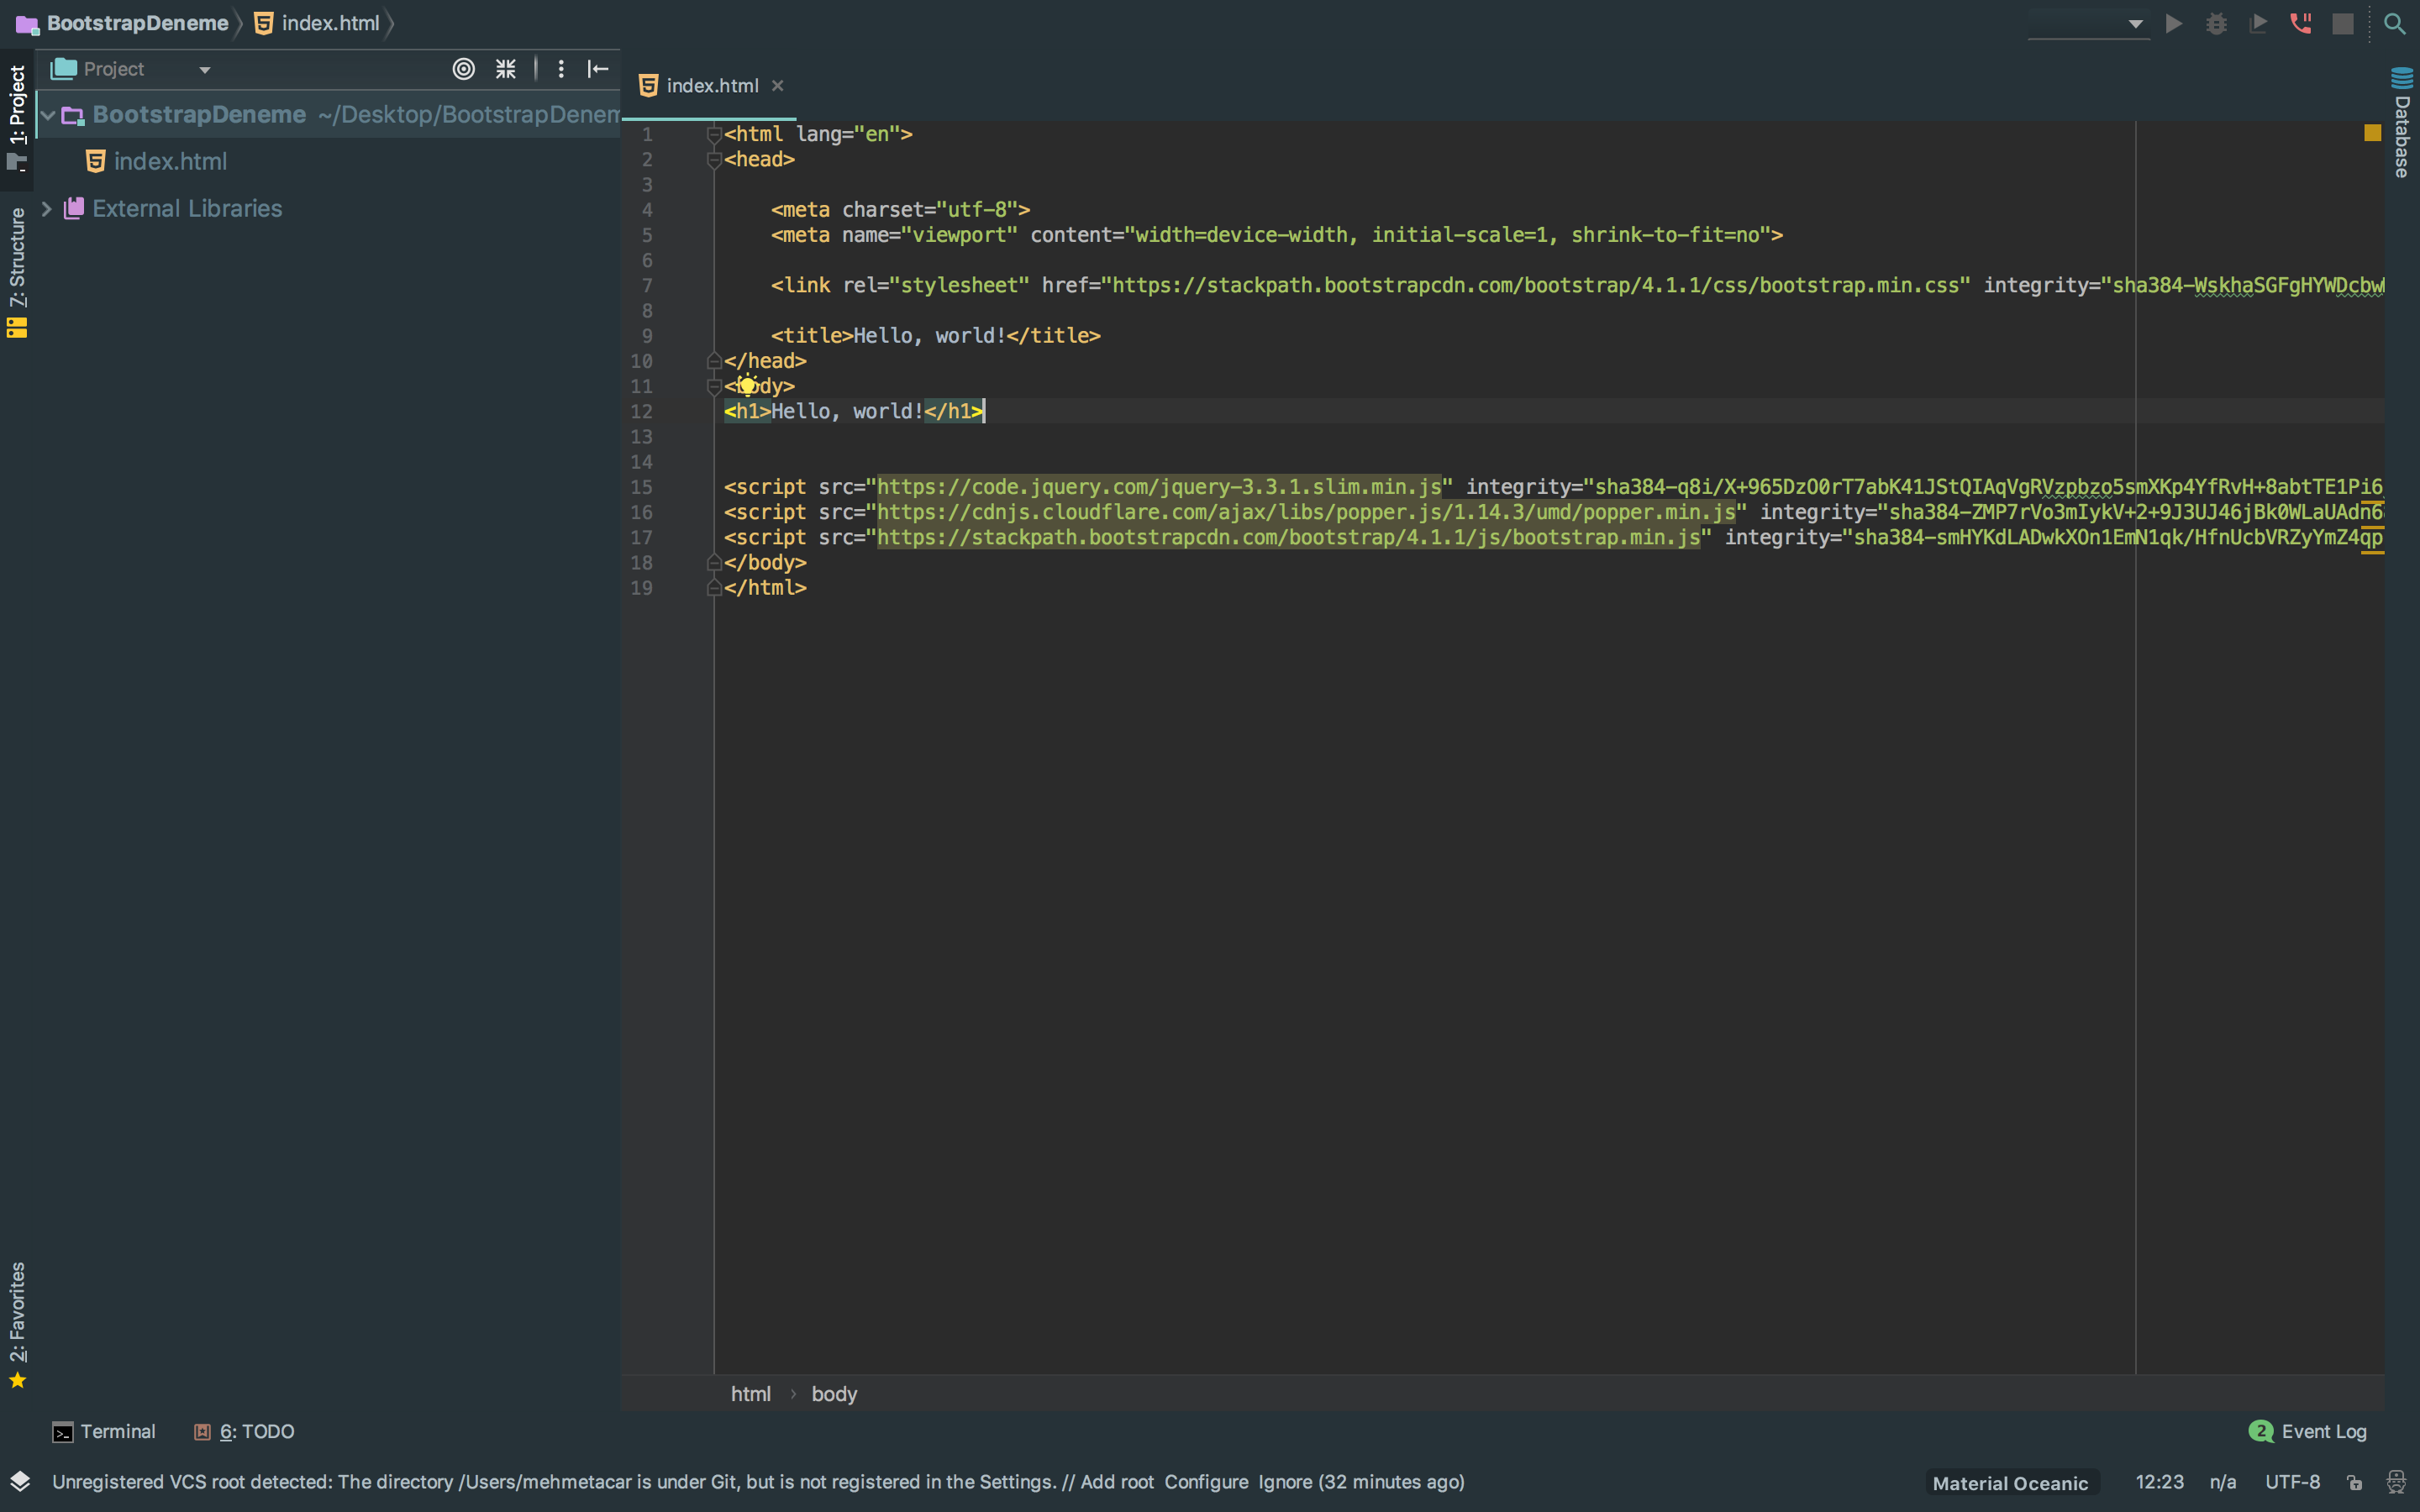 BootstrapDeneme index.html
1: Project
Project
BootstrapDeneme ~/Desktop/BootstrapDenem
index.html
External Libraries
7: Structure
2: Favorites
index.html
Database
1 <html lang="en">
2 <head>
3
4 <meta charset="utf-8">
5 <meta name="viewport" content="width=device-width, initial-scale=1, shrink-to-fit=no">
6
7 <link rel="stylesheet" href="https://stackpath.bootstrapcdn.com/bootstrap/4.1.1/css/bootstrap.min.css" integrity="sha384-WskhaSGFgHYWDcbw
8
9 <title>Hello, world!</title>
10 </head>
11 <body>
12 <h1>Hello, world!</h1>
13
14
15 <script src="https://code.jquery.com/jquery-3.3.1.slim.min.js" integrity="sha384-q8i/X+965DzO0rT7abK41JStQIAqVgRVzpbzo5smXKp4YfRvH+8abtTE1Pi6
16 <script src="https://cdnjs.cloudflare.com/ajax/libs/popper.js/1.14.3/umd/popper.min.js" integrity="sha384-ZMP7rVo3mIykV+2+9J3UJ46jBk0WLaUAdn6
17 <script src="https://stackpath.bootstrapcdn.com/bootstrap/4.1.1/js/bootstrap.min.js" integrity="sha384-smHYKdLADwkXOn1EmN1qk/HfnUcbVRZyYmZ4qp
18 </body>
19 </html>
html body
Terminal 6: TODO 2 Event Log
Unregistered VCS root detected: The directory /Users/mehmetacar is under Git, but is not registered in the Settings. // Add root Configure Ignore (32 minutes ago) Material Oceanic 12:23 n/a UTF-8